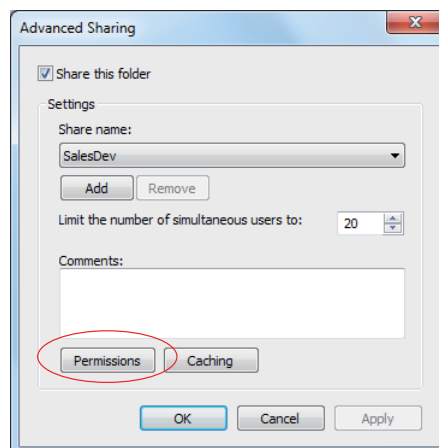 Advanced Sharing
Share this folder
Settings
Share name:
SalesDev
Add Remove
Limit the number of simultaneous users to: 20
Comments:
Permissions Caching
OK Cancel Apply